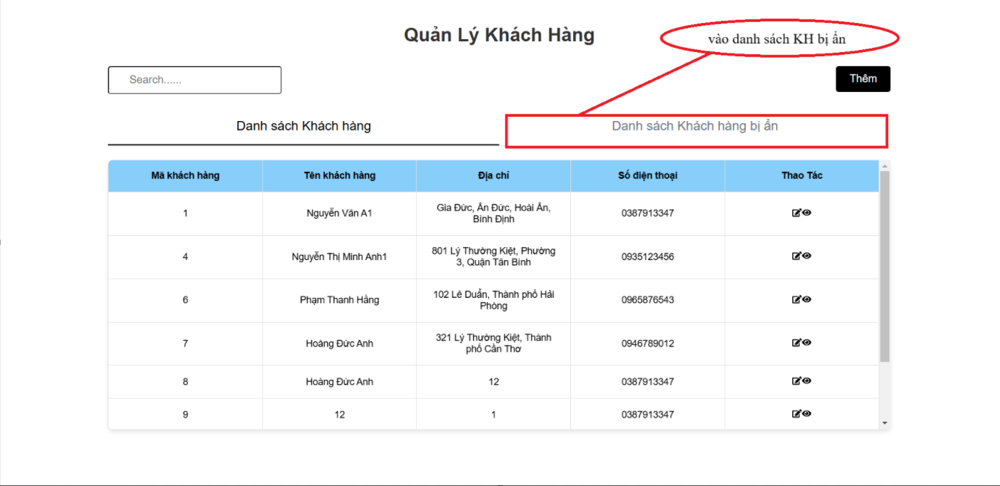 Quản Lý Khách Hàng
vào danh sách KH bị ẩn
Search......
Thêm
Danh sách Khách hàng
Danh sách Khách hàng bị ẩn
Mã khách hàng Tên khách hàng Địa chỉ Số điện thoại Thao Tác
1 Nguyễn Văn A1 Gia Đức, Ân Đức, Hoài Ân, 0387913347
Bình Định
4 Nguyễn Thị Minh Anh1 801 Lý Thường Kiệt, Phường 0935123456
3, Quận Tân Bình
6 Phạm Thanh Hằng 102 Lê Duẩn, Thành phố Hải 0965876543
Phòng
7 Hoàng Đức Anh 321 Lý Thường Kiệt, Thành 0946789012
phố Cần Thơ
8 Hoàng Đức Anh 12 0387913347
9 12 1 0387913347